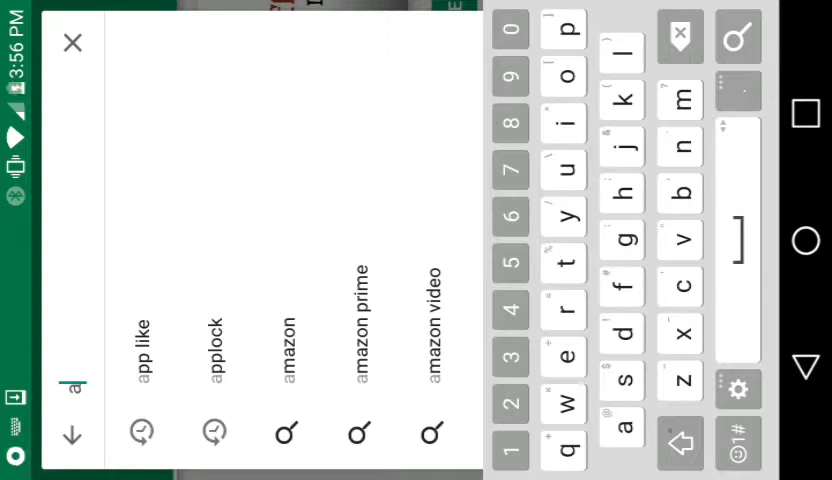 3:56 PM
a
app like
applock
amazon
amazon prime
amazon video
1 2 3 4 5 6 7 8 9 0
q w e r t y u i o p
a s d f g h j k l
z x c v b n m
1# .